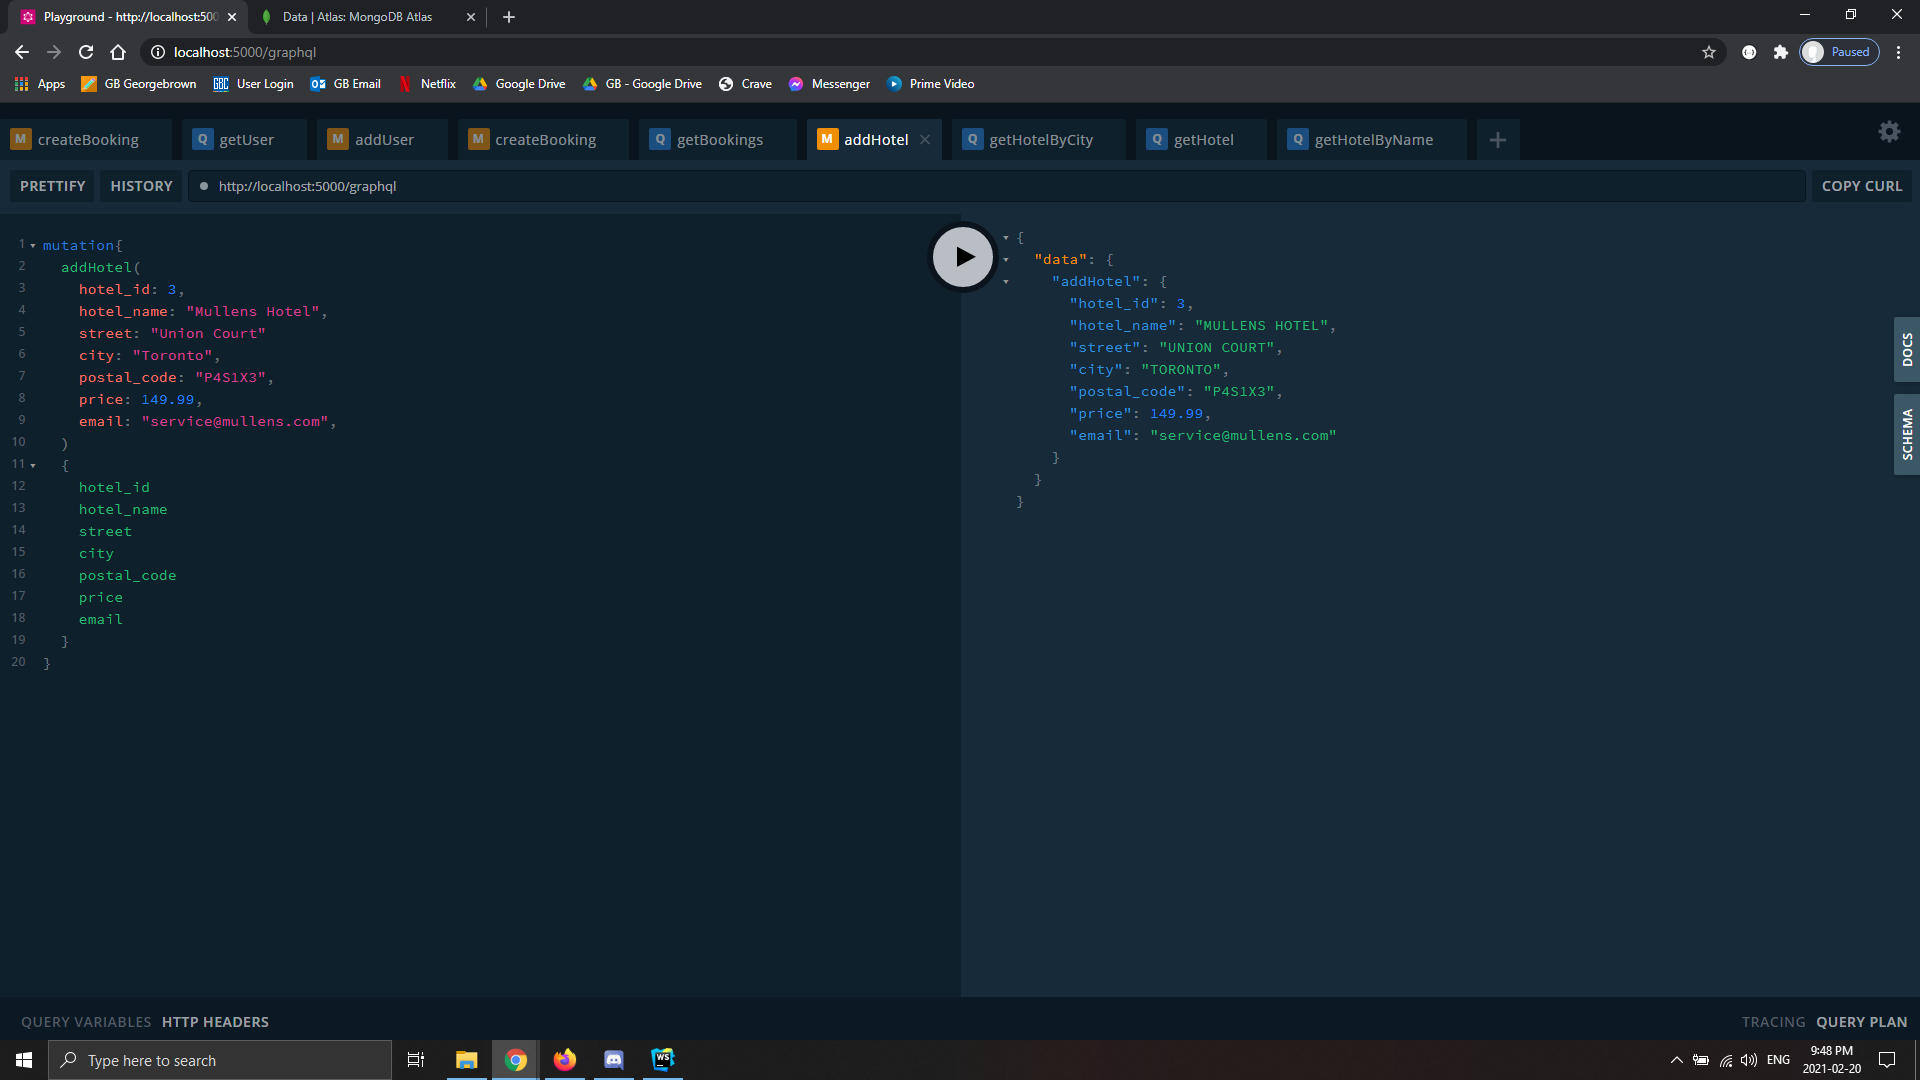 Playground - http://localhost:500
Data | Atlas: MongoDB Atlas
localhost:5000/graphql
Paused
Apps
GB Georgebrown
GBC User Login
GB Email
Netflix
Google Drive
GB - Google Drive
Crave
Messenger
Prime Video
M createBooking
Q getUser
M addUser
M createBooking
Q getBookings
M addHotel
Q getHotelByCity
Q getHotel
Q getHotelByName
PRETTIFY
HISTORY
http://localhost:5000/graphql
COPY CURL
1 mutation{
2 addHotel(
3 hotel_id: 3,
4 hotel_name: "Mullens Hotel",
5 street: "Union Court"
6 city: "Toronto",
7 postal_code: "P4S1X3",
8 price: 149.99,
9 email: "service@mullens.com",
10 )
11 {
12 hotel_id
13 hotel_name
14 street
15 city
16 postal_code
17 price
18 email
19 }
20 }
{
"data": {
"addHotel": {
"hotel_id": 3,
"hotel_name": "MULLENS HOTEL",
"street": "UNION COURT",
"city": "TORONTO",
"postal_code": "P4S1X3",
"price": 149.99,
"email": "service@mullens.com"
}
}
}
DOCS
SCHEMA
QUERY VARIABLES
HTTP HEADERS
TRACING
QUERY PLAN
Type here to search
WS
ENG
9:48 PM
2021-02-20